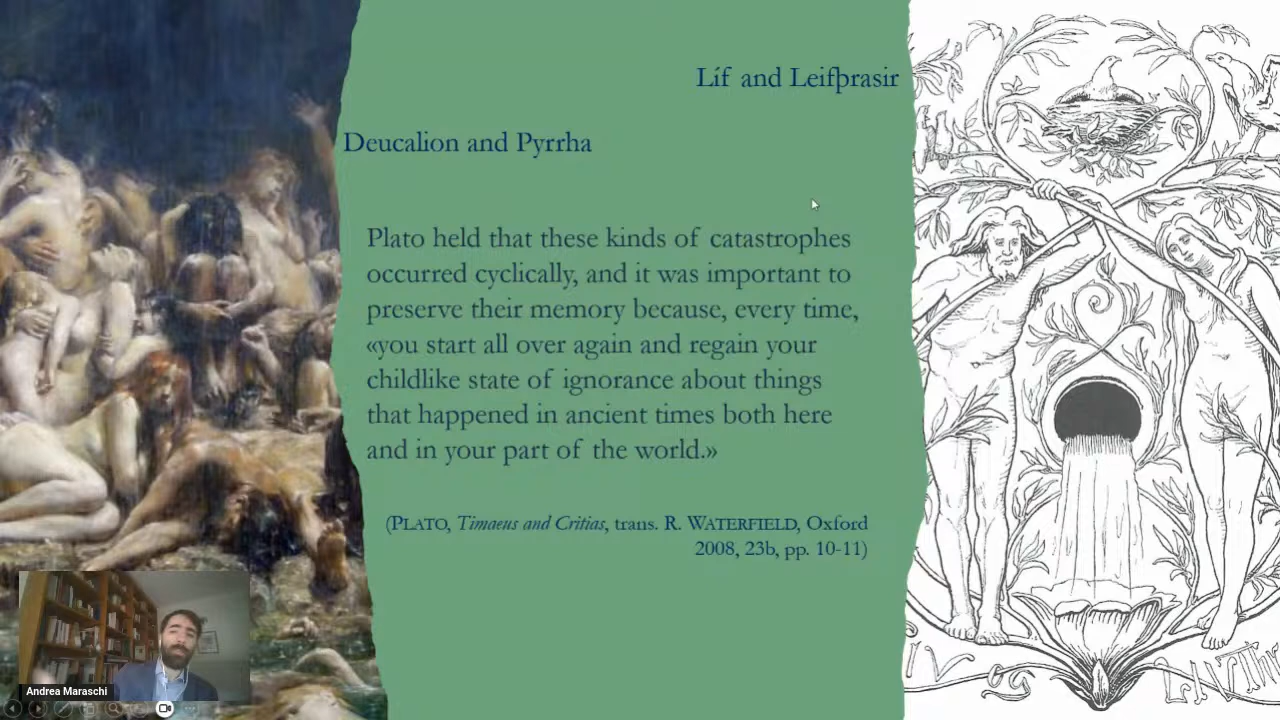 Líf and Leifþrasir
Deucalion and Pyrrha
Plato held that these kinds of catastrophes
occurred cyclically, and it was important to
preserve their memory because, every time,
«you start all over again and regain your
childlike state of ignorance about things
that happened in ancient times both here
and in your part of the world.»
(PLATO, Timaeus and Critias, trans. R. WATERFIELD, Oxford
2008, 23b, pp. 10-11)
Andrea Maraschi